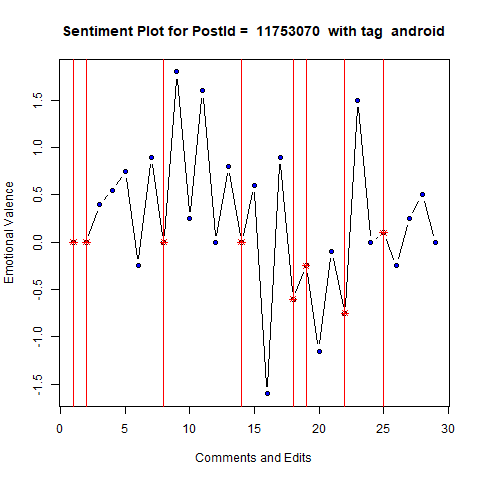 Sentiment Plot for PostId = 11753070 with tag android
Emotional Valence
1.5
1.0
0.5
0.0
-0.5
-1.0
-1.5
0 5 10 15 20 25 30
Comments and Edits